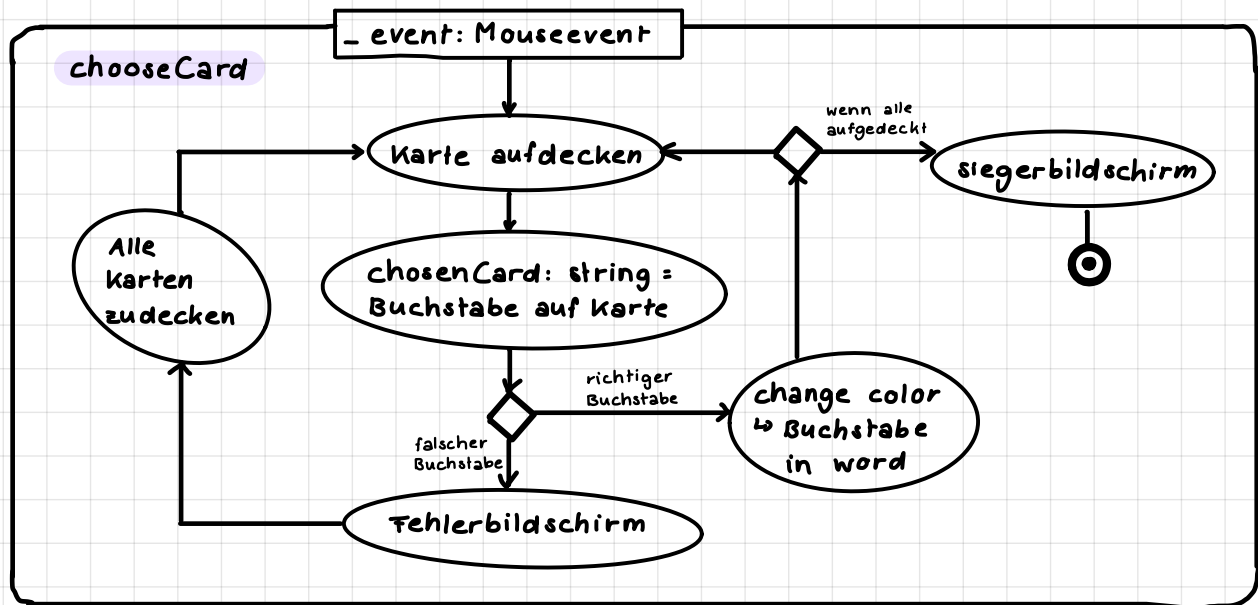 _event: Mouseevent
chooseCard
wenn alle
aufgedeckt
Karte aufdecken
siegerbildschirm
Alle
Karten
zudecken
chosenCard: string =
Buchstabe auf Karte
richtiger
Buchstabe
change color
↳ Buchstabe
in word
falscher
Buchstabe
Fehlerbildschirm